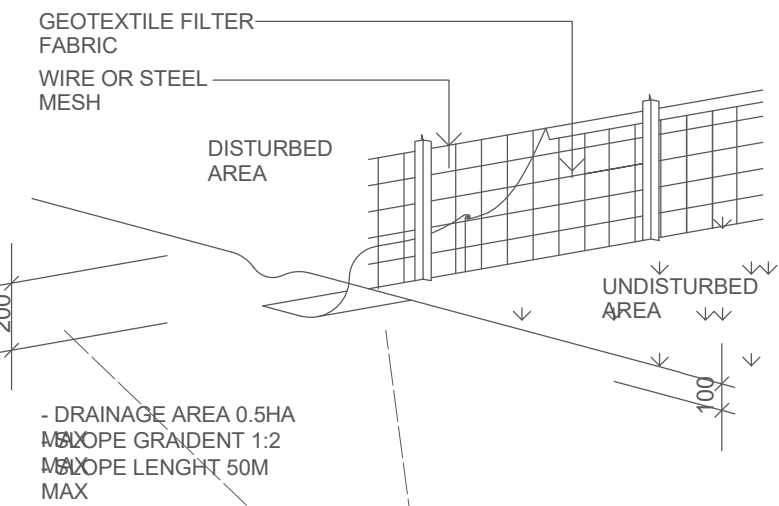 GEOTEXTILE FILTER
FABRIC
WIRE OR STEEL
MESH
DISTURBED
AREA
UNDISTURBED
AREA
200
100
- DRAINAGE AREA 0.5HA
MAX
- SLOPE GRAIDENT 1:2
MAX
- SLOPE LENGHT 50M
MAX